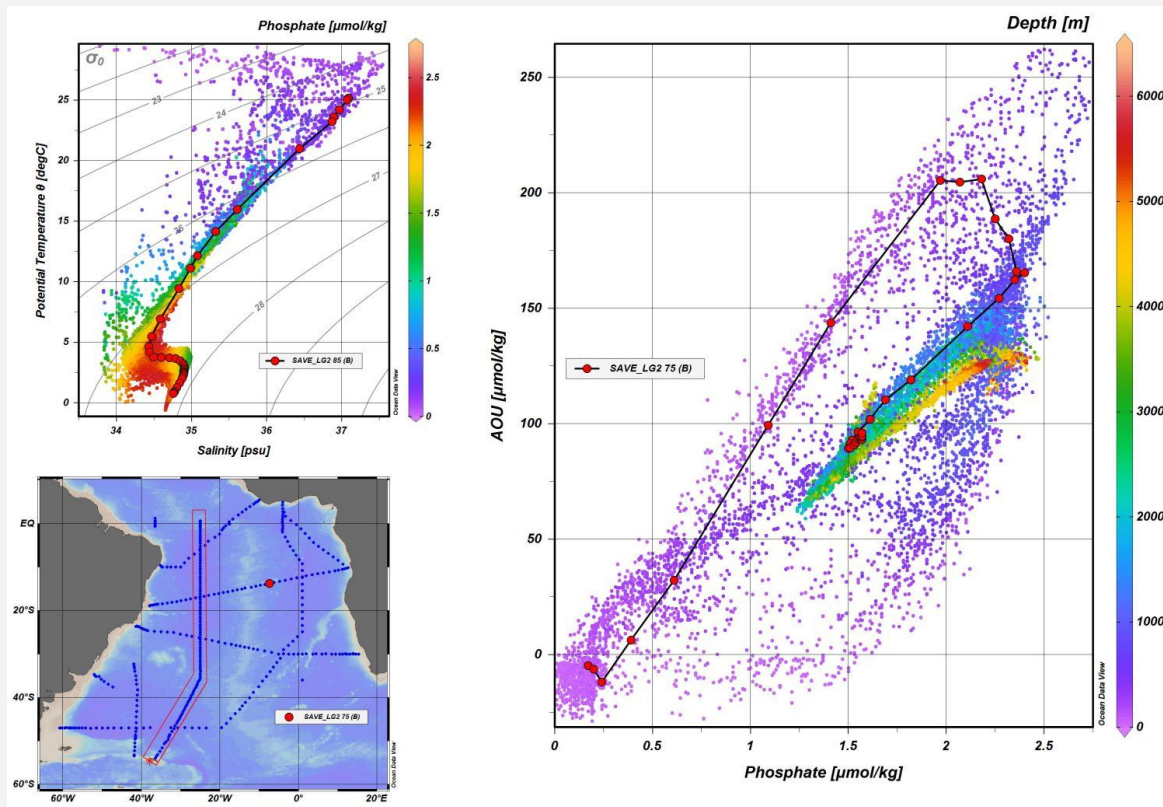 Phosphate [μmol/kg]
σ0
25
20
15
10
5
0
23
24
25
26
27
28
2.5
2
1.5
1
0.5
0
Potential Temperature θ [degC]
SAVE_LG2 85 (B)
Ocean Data View
34
35
36
37
Salinity [psu]
EQ
20°S
40°S
60°S
SAVE_LG2 75 (B)
Ocean Data View
60°W
40°W
20°W
0°
20°E
Depth [m]
250
200
150
100
50
0
AOU [μmol/kg]
SAVE_LG2 75 (B)
6000
5000
4000
3000
2000
1000
0
Ocean Data View
0
0.5
1
1.5
2
2.5
Phosphate [μmol/kg]